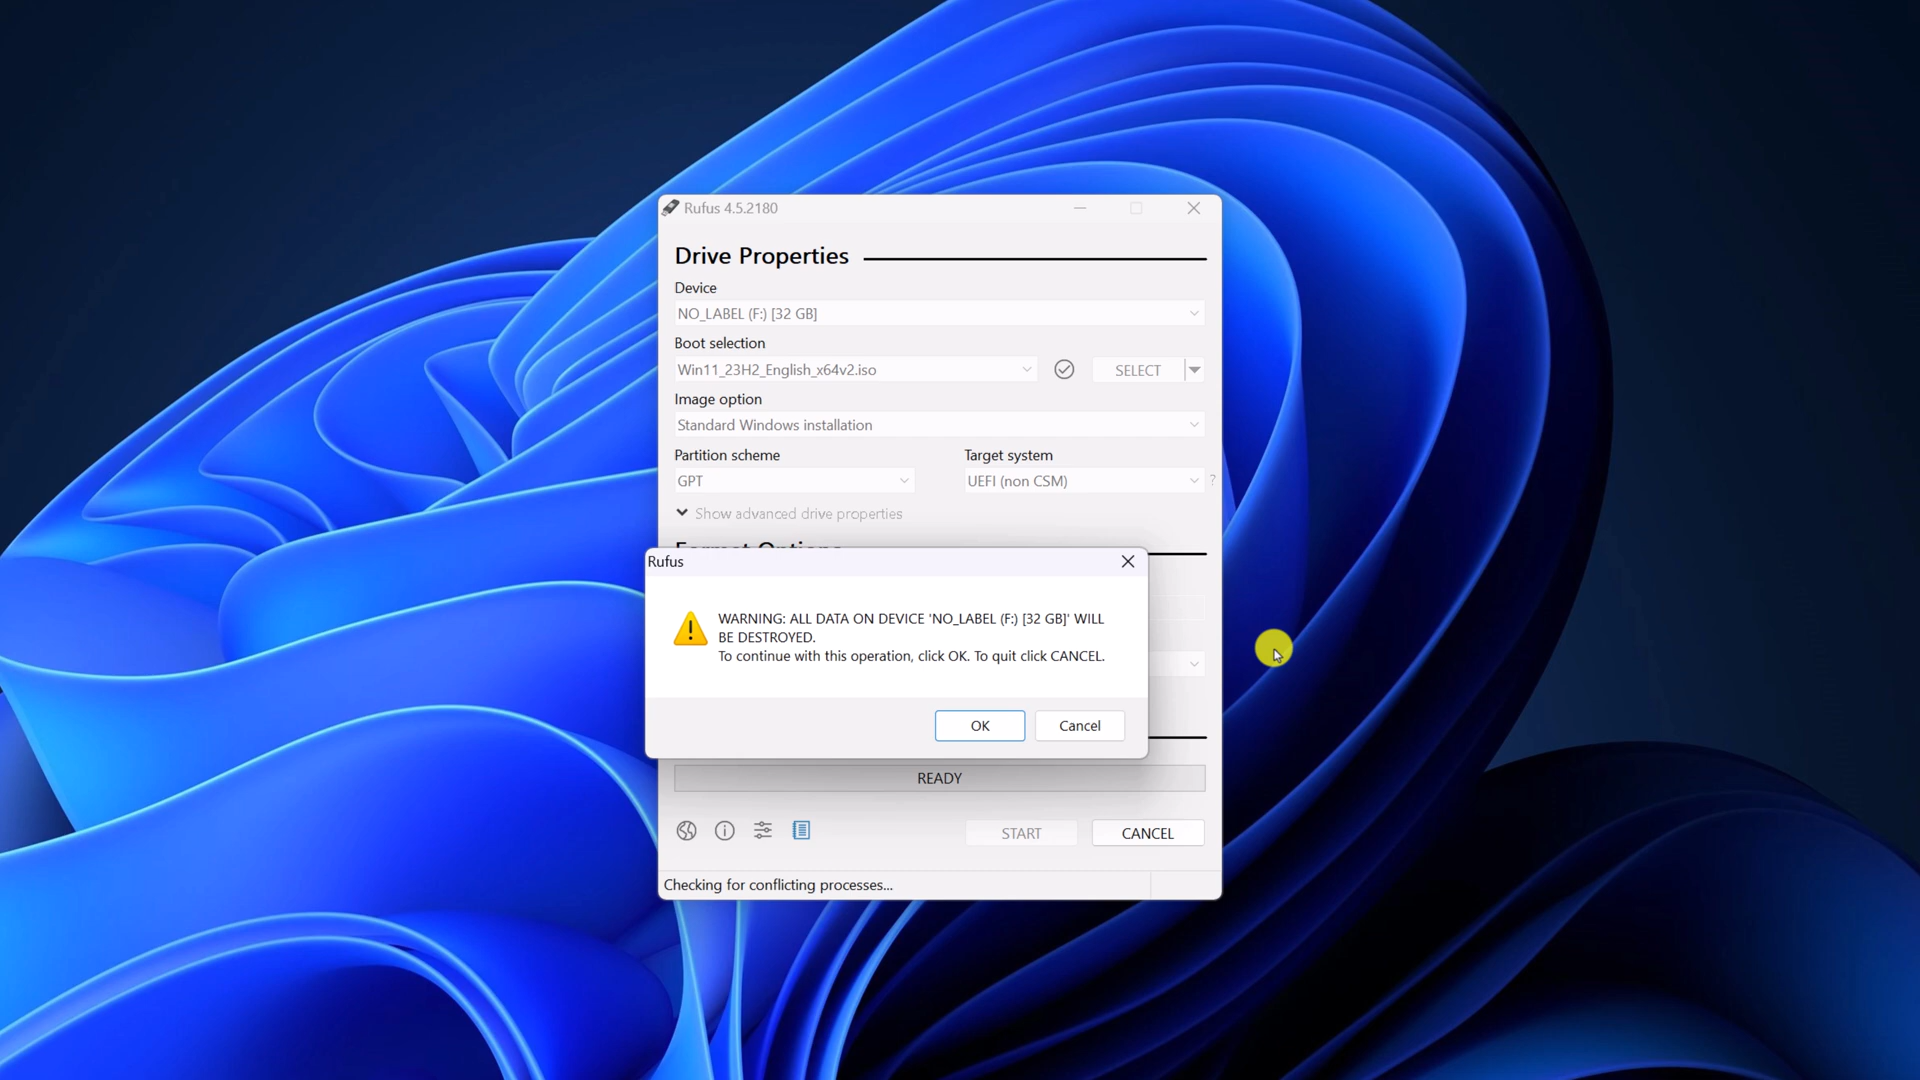 Rufus 4.5.2180
Drive Properties
Device
NO_LABEL (F:) [32 GB]
Boot selection
Win11_23H2_English_x64v2.iso
SELECT
Image option
Standard Windows installation
Partition scheme
Target system
GPT
UEFI (non CSM)
?
Show advanced drive properties
Format Options
Rufus
WARNING: ALL DATA ON DEVICE 'NO_LABEL (F:) [32 GB]' WILL
BE DESTROYED.
To continue with this operation, click OK. To quit click CANCEL.
OK
Cancel
READY
START
CANCEL
Checking for conflicting processes...